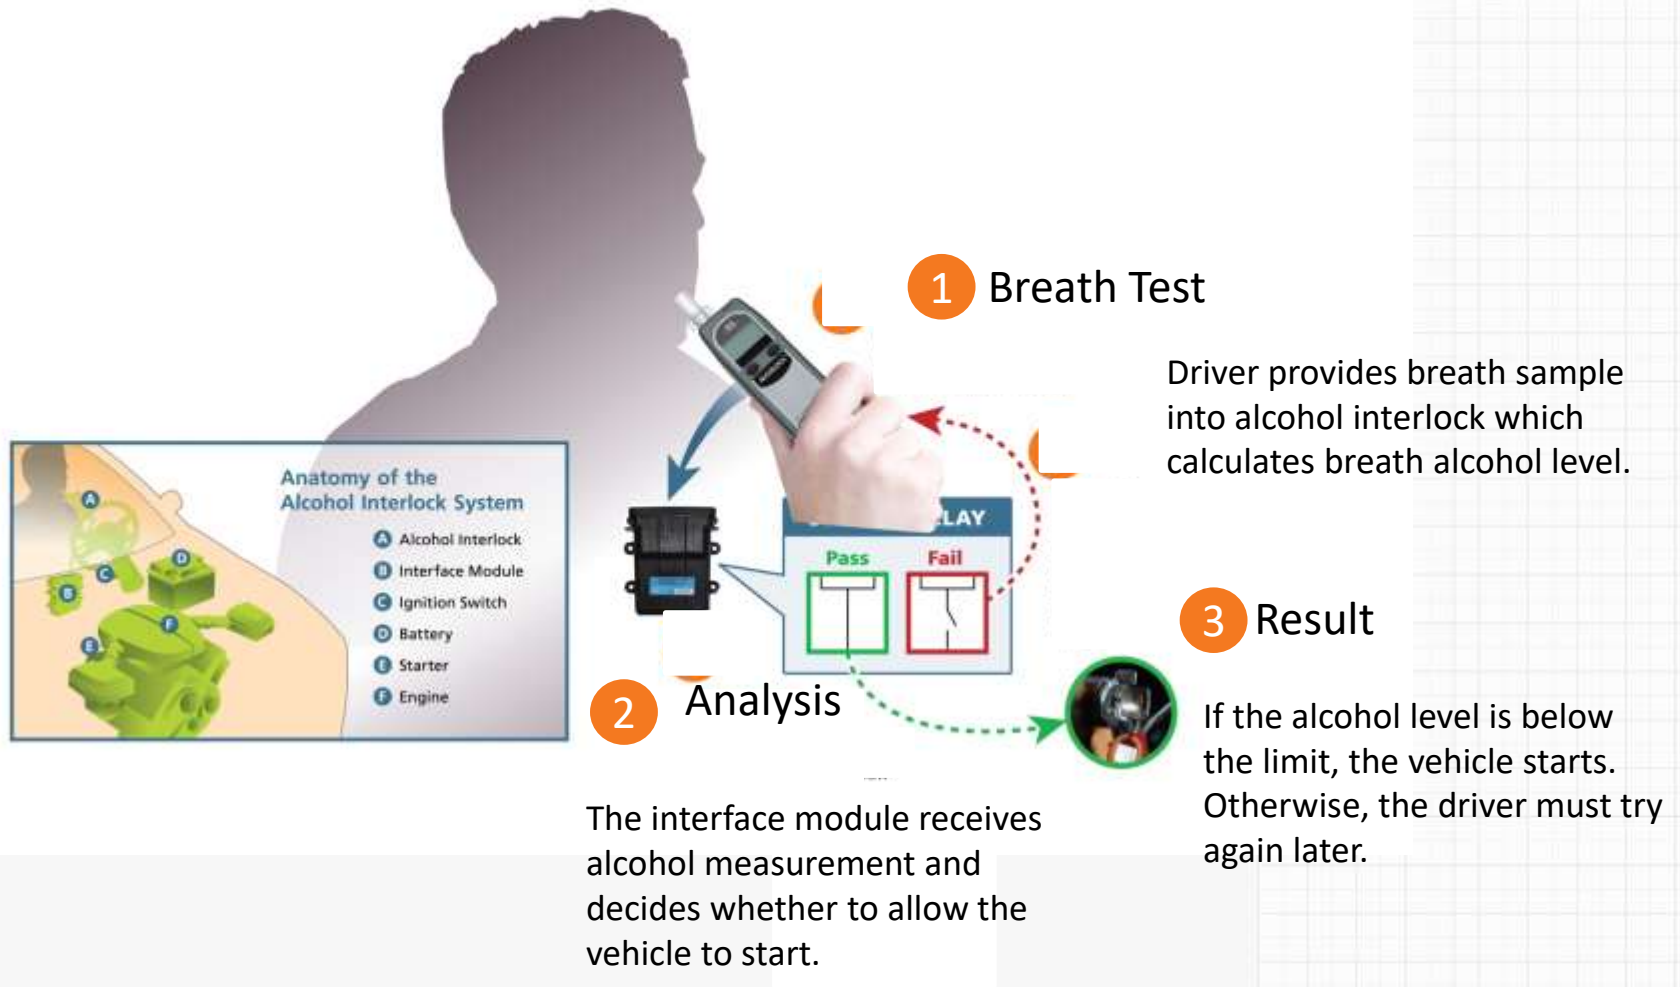 1 Breath Test
Driver provides breath sample
into alcohol interlock which
calculates breath alcohol level.
Anatomy of the
Alcohol Interlock System
A Alcohol Interlock
B Interface Module
C Ignition Switch
D Battery
E Starter
F Engine
A
B
C
D
E
F
LAY
Pass
Fail
2 Analysis
The interface module receives
alcohol measurement and
decides whether to allow the
vehicle to start.
3 Result
If the alcohol level is below
the limit, the vehicle starts.
Otherwise, the driver must try
again later.